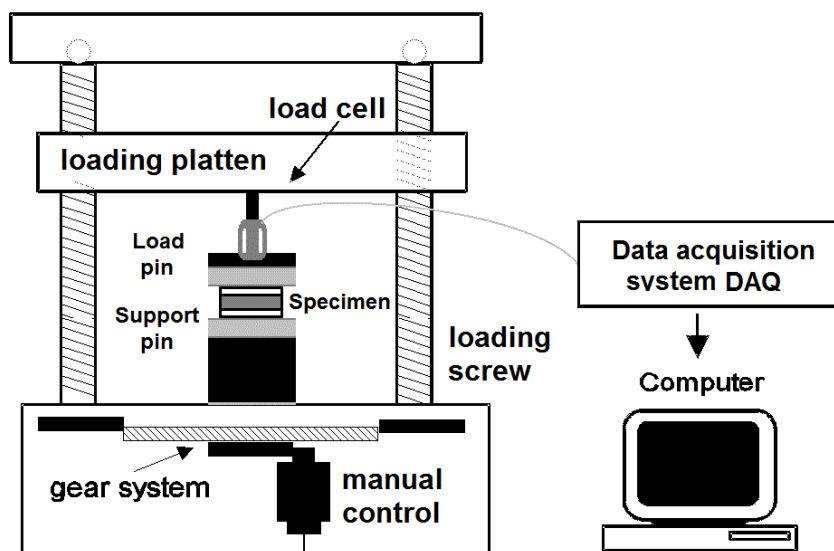 load cell
loading platten
Load
pin
Specimen
Support
pin
loading
screw
Data acquisition
svstem DAQ
Computer
gear system
manual
control